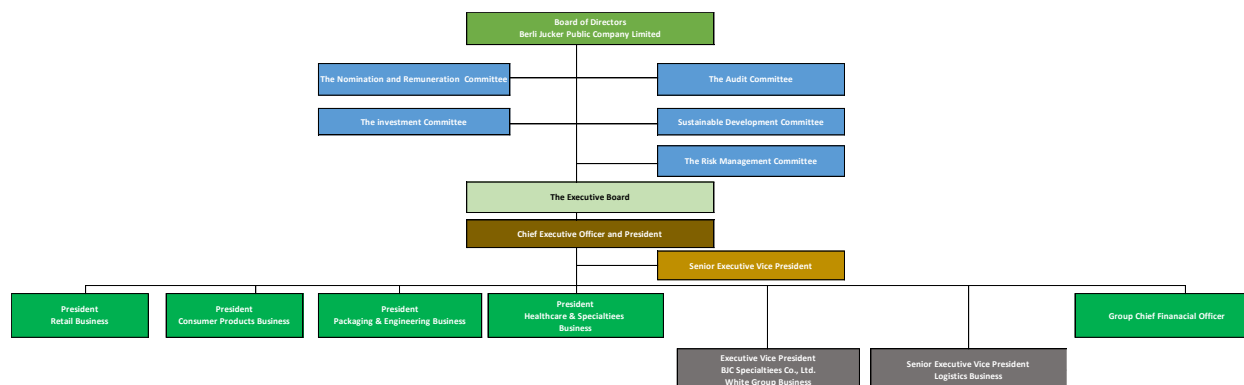 Board of Directors
Berli Jucker Public Company Limited
The Nomination and Remuneration Committee
The Audit Committee
The investment Committee
Sustainable Development Committee
The Risk Management Committee
The Executive Board
Chief Executive Officer and President
Senior Executive Vice President
President
Retail Business
President
Consumer Products Business
President
Packaging & Engineering Business
President
Healthcare & Specialtiees
Business
Group Chief Finanacial Officer
Executive Vice President
BJC Specialtiees Co., Ltd.
White Group Business
Senior Executive Vice President
Logistics Business